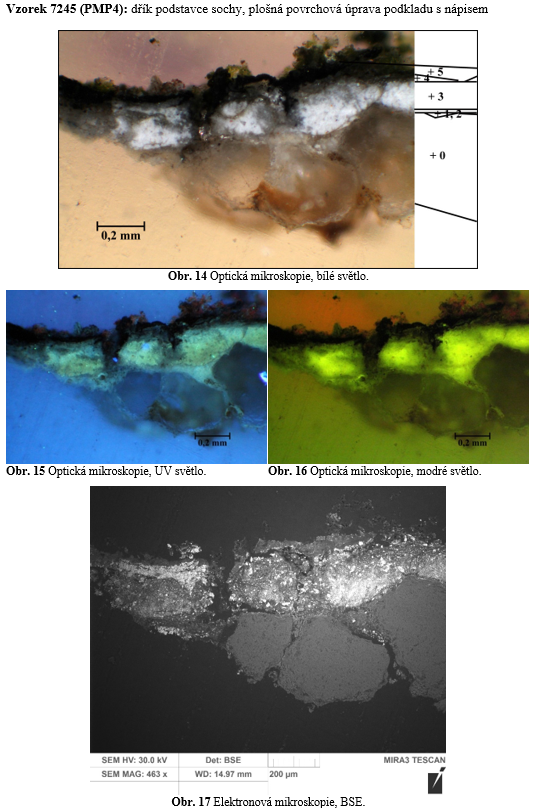 Vzorek 7245 (PMP4): dřík podstavce sochy, plošná povrchová úprava podkladu s nápisem
+ 5
+ 4
+ 3
+ 1, 2
+ 0
0,2 mm
Obr. 14 Optická mikroskopie, bílé světlo.
0,2 mm
0,2 mm
Obr. 15 Optická mikroskopie, UV světlo.
Obr. 16 Optická mikroskopie, modré světlo.
SEM HV: 30.0 kV
Det: BSE
MIRA3 TESCAN
SEM MAG: 463 x
WD: 14.97 mm
200 µm
Obr. 17 Elektronová mikroskopie, BSE.